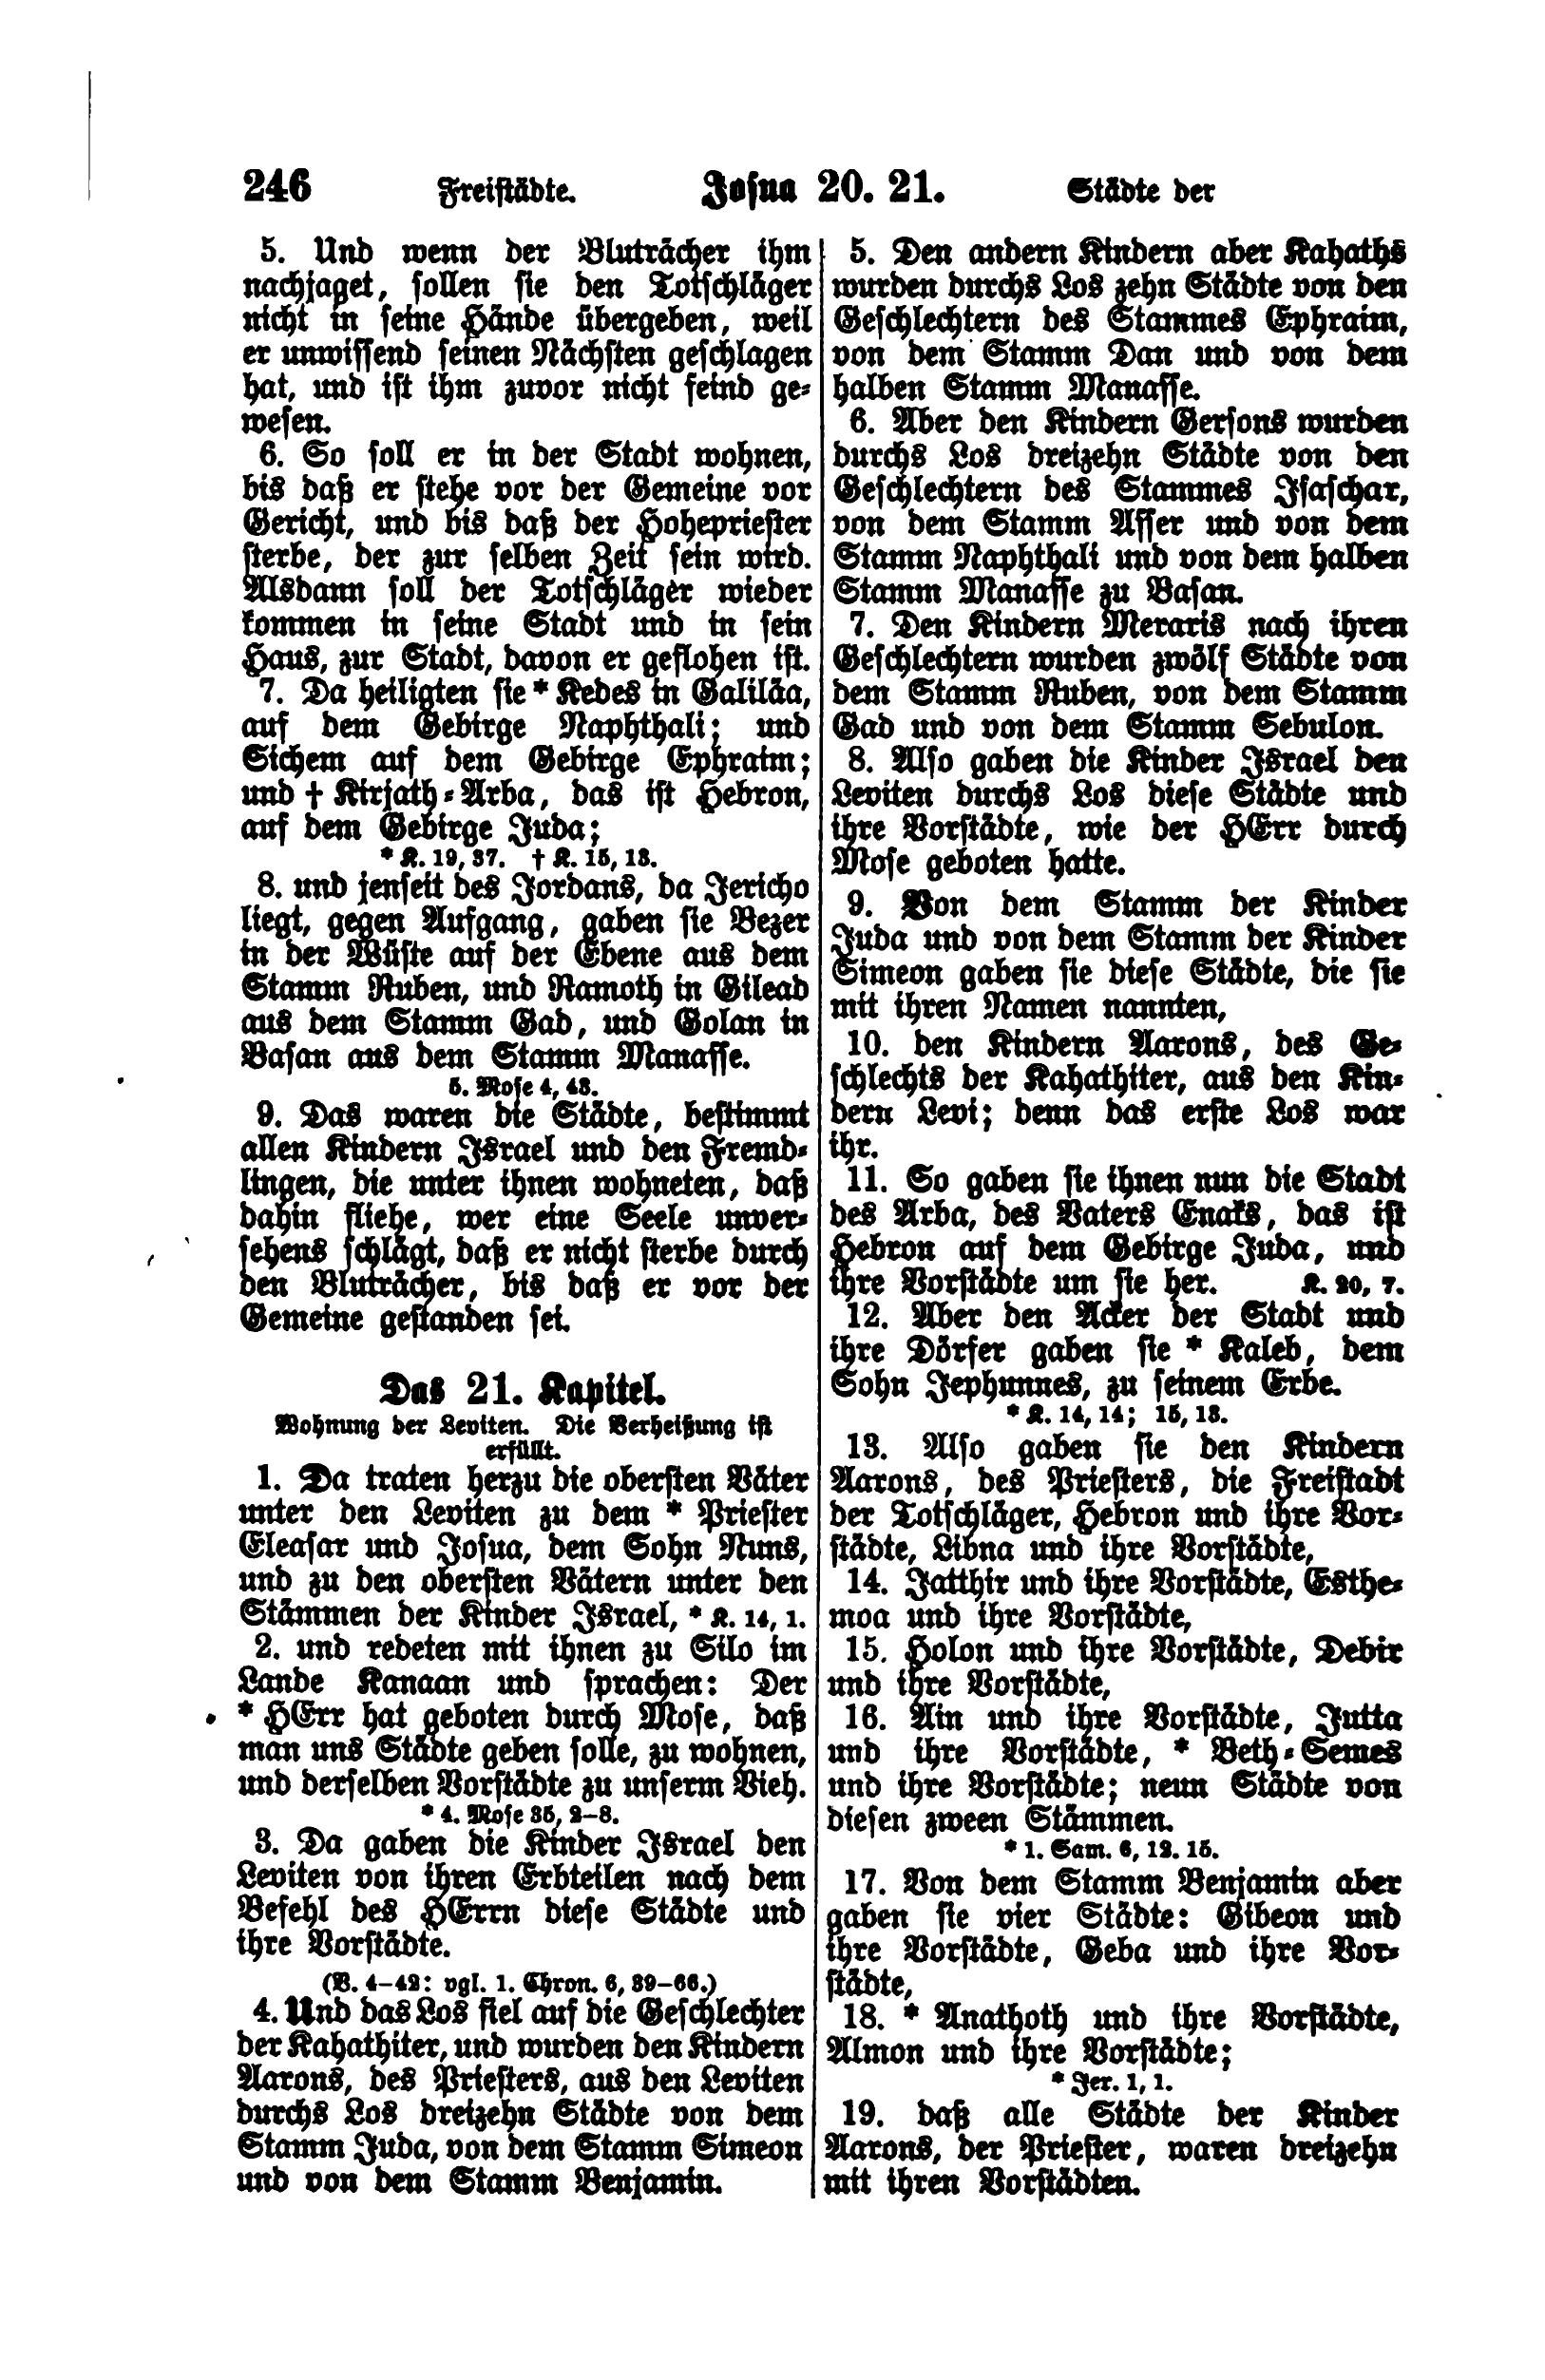 246 Freistädte. Josua 20. 21. Städte der
5. Und wenn der Bluträcher ihm
nachjaget, sollen sie den Totschläger
nicht in seine Hände übergeben, weil
er unwissend seinen Nächsten geschlagen
hat, und ist ihm zuvor nicht feind ge-
wesen.
6. So soll er in der Stadt wohnen,
bis daß er stehe vor der Gemeine vor
Gericht, und bis daß der Hohepriester
sterbe, der zur selben Zeit sein wird.
Alsdann soll der Totschläger wieder
kommen in seine Stadt und in sein
Haus, zur Stadt, davon er geflohen ist.
7. Da heiligten sie * Kedes in Galiläa,
auf dem Gebirge Naphthali; und
Sichem auf dem Gebirge Ephraim;
und † Kirjath-Arba, das ist Hebron,
auf dem Gebirge Juda;
* K. 19, 37. † K. 15, 13.
8. und jenseit des Jordans, da Jericho
liegt, gegen Aufgang, gaben sie Bezer
in der Wüste auf der Ebene aus dem
Stamm Ruben, und Ramoth in Gilead
aus dem Stamm Gad, und Golan in
Basan aus dem Stamm Manasse.
5. Mose 4, 43.
9. Das waren die Städte, bestimmt
allen Kindern Israel und den Fremd-
lingen, die unter ihnen wohneten, daß
dahin fliehe, wer eine Seele unver-
sehens schlägt, daß er nicht sterbe durch
den Bluträcher, bis daß er vor der
Gemeine gestanden sei.
Das 21. Kapitel.
Wohnung der Leviten. Die Verheißung ist
erfüllt.
1. Da traten herzu die obersten Väter
unter den Leviten zu dem * Priester
Eleasar und Josua, dem Sohn Nuns,
und zu den obersten Vätern unter den
Stämmen der Kinder Israel, * K. 14, 1.
2. und redeten mit ihnen zu Silo im
Lande Kanaan und sprachen: Der
* HErr hat geboten durch Mose, daß
man uns Städte geben solle, zu wohnen,
und derselben Vorstädte zu unserm Vieh.
* 4. Mose 35, 2–8.
3. Da gaben die Kinder Israel den
Leviten von ihren Erbteilen nach dem
Befehl des HErrn diese Städte und
ihre Vorstädte.
(V. 4–42: vgl. 1. Chron. 6, 39–66.)
4. Und das Los fiel auf die Geschlechter
der Kahathiter, und wurden den Kindern
Aarons, des Priesters, aus den Leviten
durchs Los dreizehn Städte von dem
Stamm Juda, von dem Stamm Simeon
und von dem Stamm Benjamin.
5. Den andern Kindern aber Kahaths
wurden durchs Los zehn Städte von den
Geschlechtern des Stammes Ephraim,
von dem Stamm Dan und von dem
halben Stamm Manasse.
6. Aber den Kindern Gersons wurden
durchs Los dreizehn Städte von den
Geschlechtern des Stammes Isaschar,
von dem Stamm Asser und von dem
Stamm Naphthali und von dem halben
Stamm Manasse zu Basan.
7. Den Kindern Meraris nach ihren
Geschlechtern wurden zwölf Städte von
dem Stamm Ruben, von dem Stamm
Gad und von dem Stamm Sebulon.
8. Also gaben die Kinder Israel den
Leviten durchs Los diese Städte und
ihre Vorstädte, wie der HErr durch
Mose geboten hatte.
9. Von dem Stamm der Kinder
Juda und von dem Stamm der Kinder
Simeon gaben sie diese Städte, die sie
mit ihren Namen nannten,
10. den Kindern Aarons, des Ge-
schlechts der Kahathiter, aus den Kin-
dern Levi; denn das erste Los war
ihr.
11. So gaben sie ihnen nun die Stadt
des Arba, des Vaters Enaks, das ist
Hebron auf dem Gebirge Juda, und
ihre Vorstädte um sie her. K. 20, 7.
12. Aber den Acker der Stadt und
ihre Dörfer gaben sie * Kaleb, dem
Sohn Jephunnes, zu seinem Erbe.
* K. 14, 14; 15, 13.
13. Also gaben sie den Kindern
Aarons, des Priesters, die Freistadt
der Totschläger, Hebron und ihre Vor-
städte, Libna und ihre Vorstädte,
14. Jatthir und ihre Vorstädte, Esthe-
moa und ihre Vorstädte,
15. Holon und ihre Vorstädte, Debir
und ihre Vorstädte,
16. Ain und ihre Vorstädte, Jutta
und ihre Vorstädte, * Beth-Semes
und ihre Vorstädte; neun Städte von
diesen zween Stämmen.
* 1. Sam. 6, 12. 15.
17. Von dem Stamm Benjamin aber
gaben sie vier Städte: Gibeon und
ihre Vorstädte, Geba und ihre Vor-
städte,
18. * Anathoth und ihre Vorstädte,
Almon und ihre Vorstädte;
* Jer. 1, 1.
19. daß alle Städte der Kinder
Aarons, der Priester, waren dreizehn
mit ihren Vorstädten.